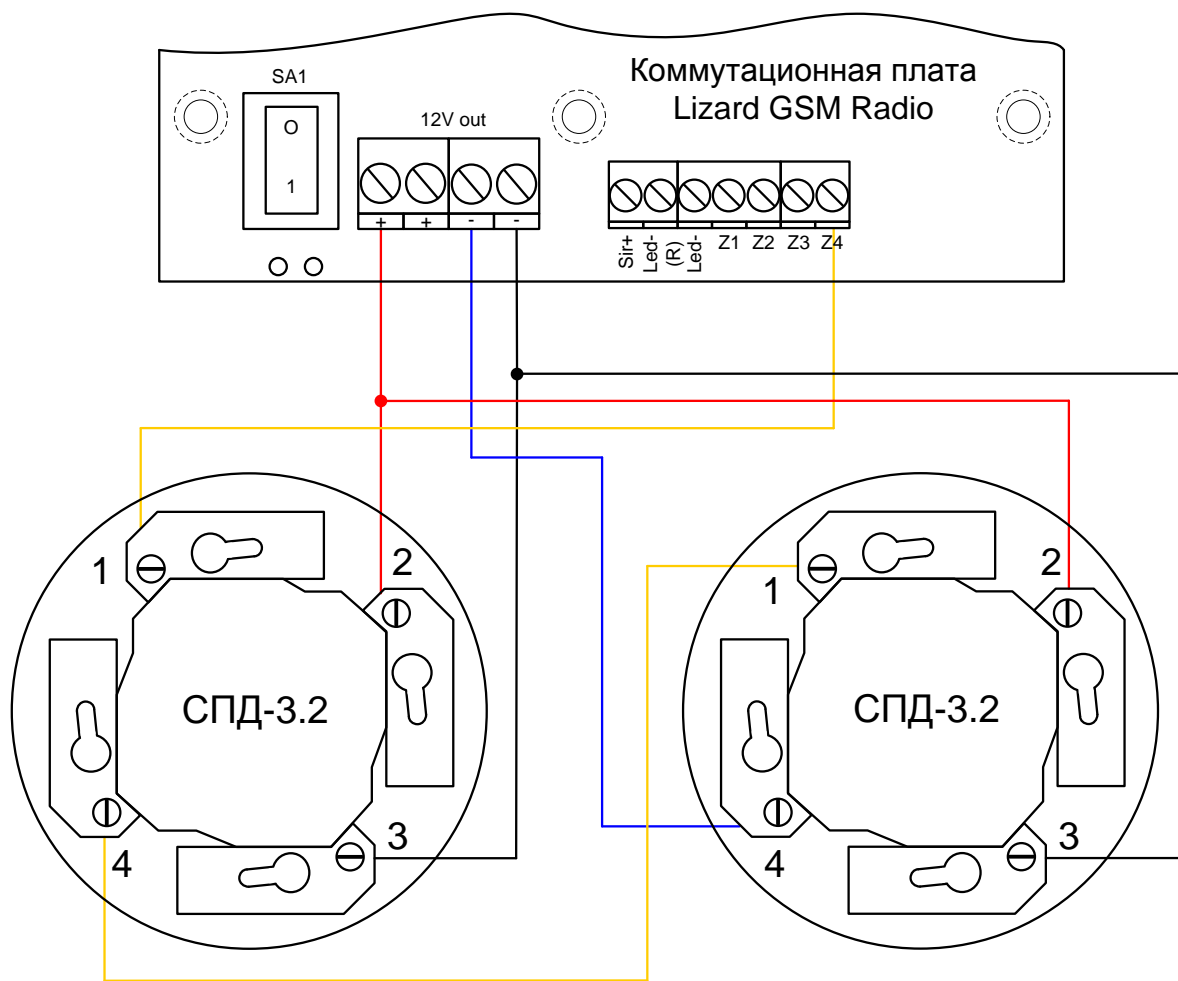 Коммутационная плата
Lizard GSM Radio
SA1
O
1
12V out
+ + - -
Sir+ Led- (R) Led- Z1 Z2 Z3 Z4
1
2
3
4
СПД-3.2
1
2
3
4
СПД-3.2